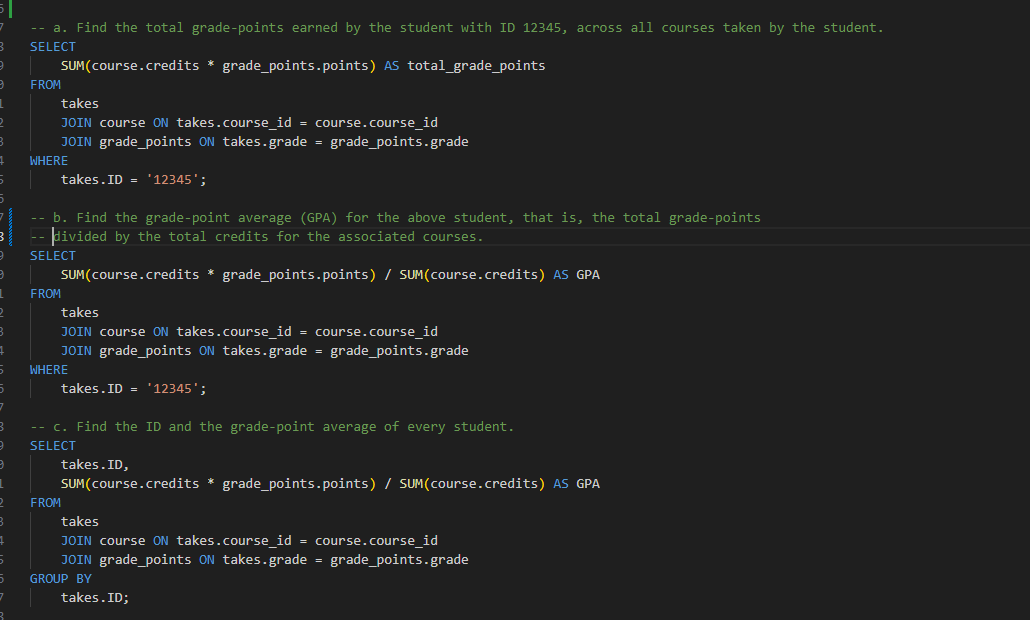 -- a. Find the total grade-points earned by the student with ID 12345, across all courses taken by the student.
SELECT
    SUM(course.credits * grade_points.points) AS total_grade_points
FROM
    takes
    JOIN course ON takes.course_id = course.course_id
    JOIN grade_points ON takes.grade = grade_points.grade
WHERE
    takes.ID = '12345';

-- b. Find the grade-point average (GPA) for the above student, that is, the total grade-points
-- divided by the total credits for the associated courses.
SELECT
    SUM(course.credits * grade_points.points) / SUM(course.credits) AS GPA
FROM
    takes
    JOIN course ON takes.course_id = course.course_id
    JOIN grade_points ON takes.grade = grade_points.grade
WHERE
    takes.ID = '12345';

-- c. Find the ID and the grade-point average of every student.
SELECT
    takes.ID,
    SUM(course.credits * grade_points.points) / SUM(course.credits) AS GPA
FROM
    takes
    JOIN course ON takes.course_id = course.course_id
    JOIN grade_points ON takes.grade = grade_points.grade
GROUP BY
    takes.ID;